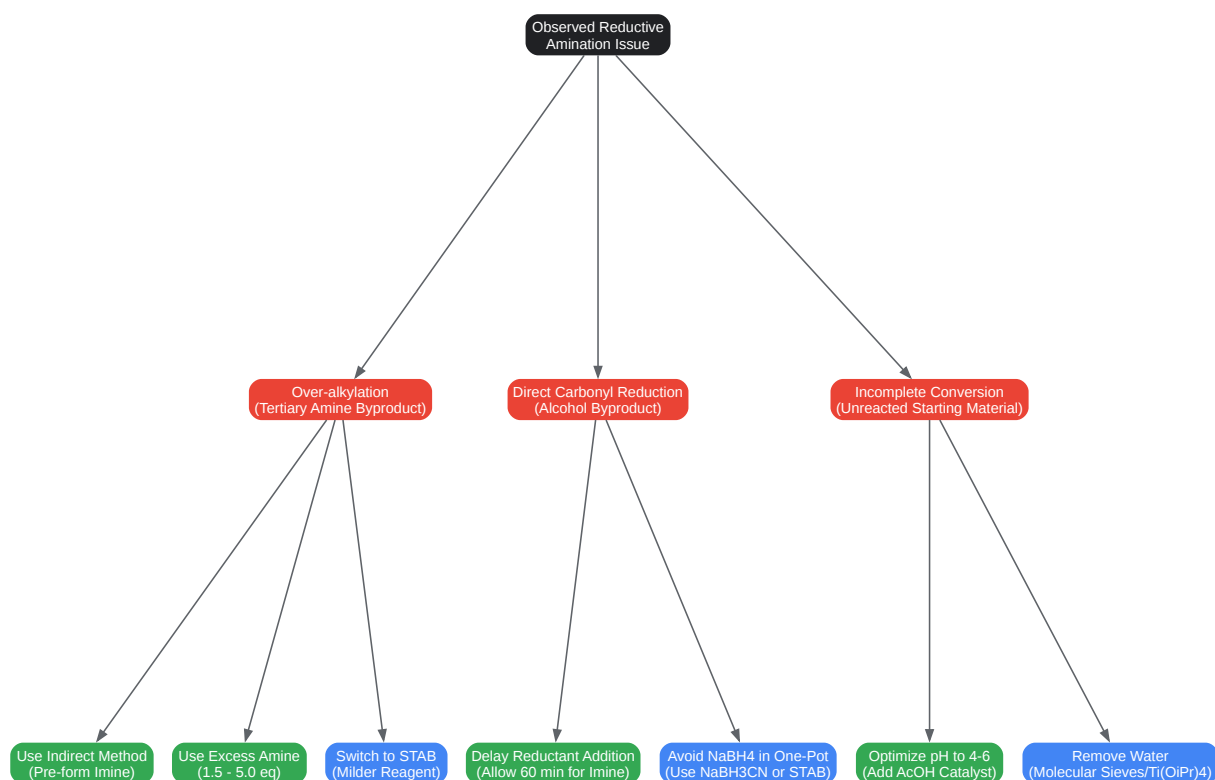 Observed Reductive
Amination Issue
Over-alkylation
(Tertiary Amine Byproduct)
Direct Carbonyl Reduction
(Alcohol Byproduct)
Incomplete Conversion
(Unreacted Starting Material)
Use Indirect Method
(Pre-form Imine)
Use Excess Amine
(1.5 - 5.0 eq)
Switch to STAB
(Milder Reagent)
Delay Reductant Addition
(Allow 60 min for Imine)
Avoid NaBH4 in One-Pot
(Use NaBH3CN or STAB)
Optimize pH to 4-6
(Add AcOH Catalyst)
Remove Water
(Molecular Sieves/Ti(OiPr)4)